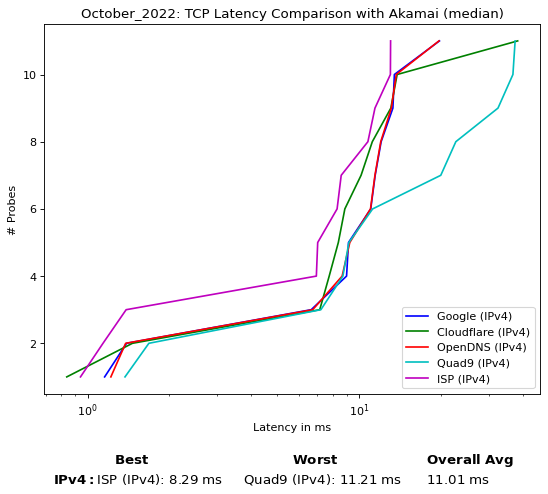 October_2022: TCP Latency Comparison with Akamai (median)
# Probes
10
8
6
4
2
10⁰
10¹
Latency in ms
Google (IPv4)
Cloudflare (IPv4)
OpenDNS (IPv4)
Quad9 (IPv4)
ISP (IPv4)
Best Worst Overall Avg
IPv4: ISP (IPv4): 8.29 ms Quad9 (IPv4): 11.21 ms 11.01 ms